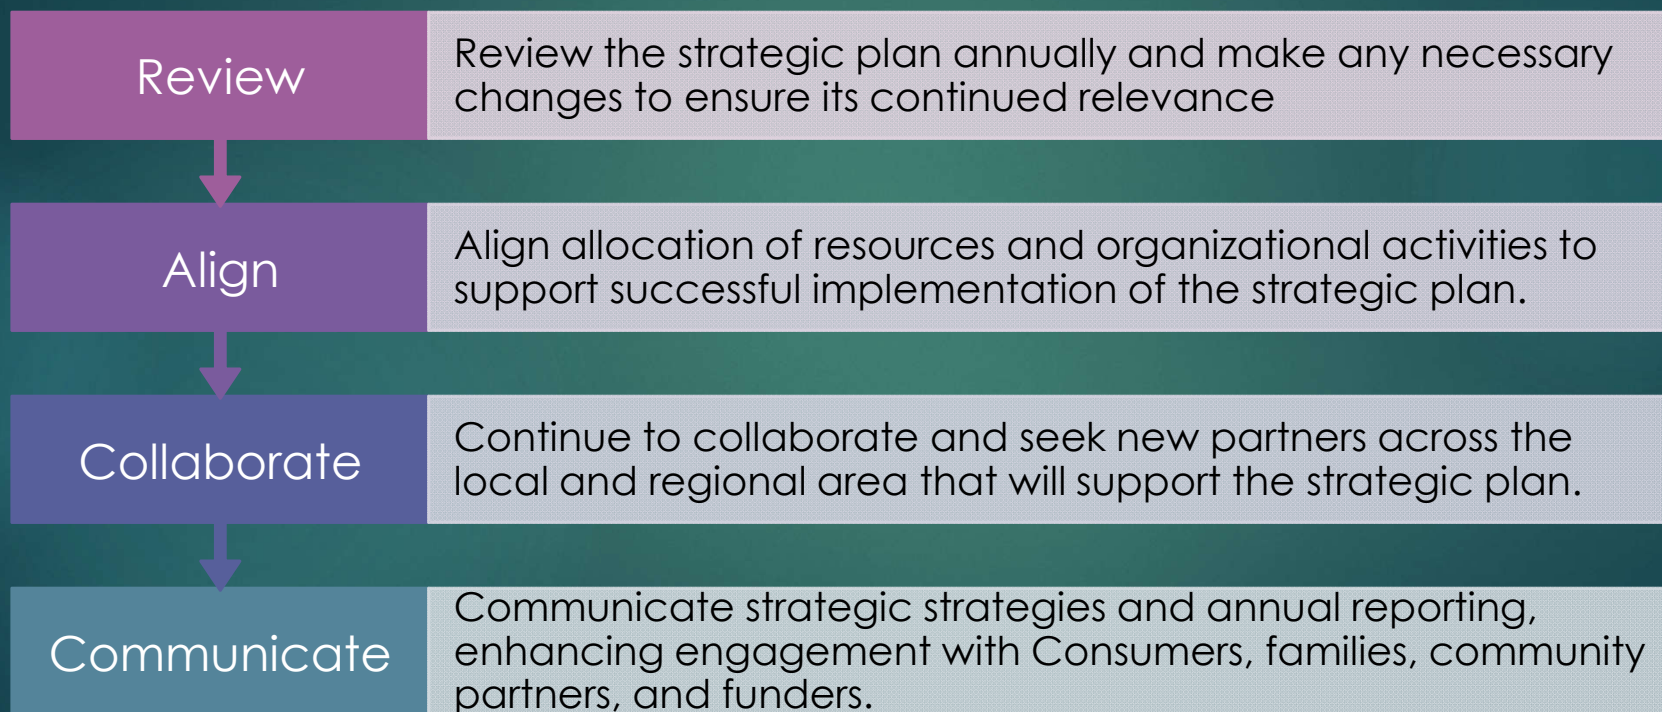 Review
Review the strategic plan annually and make any necessary
changes to ensure its continued relevance
Align
Align allocation of resources and organizational activities to
support successful implementation of the strategic plan.
Collaborate
Continue to collaborate and seek new partners across the
local and regional area that will support the strategic plan.
Communicate
Communicate strategic strategies and annual reporting,
enhancing engagement with Consumers, families, community
partners, and funders.